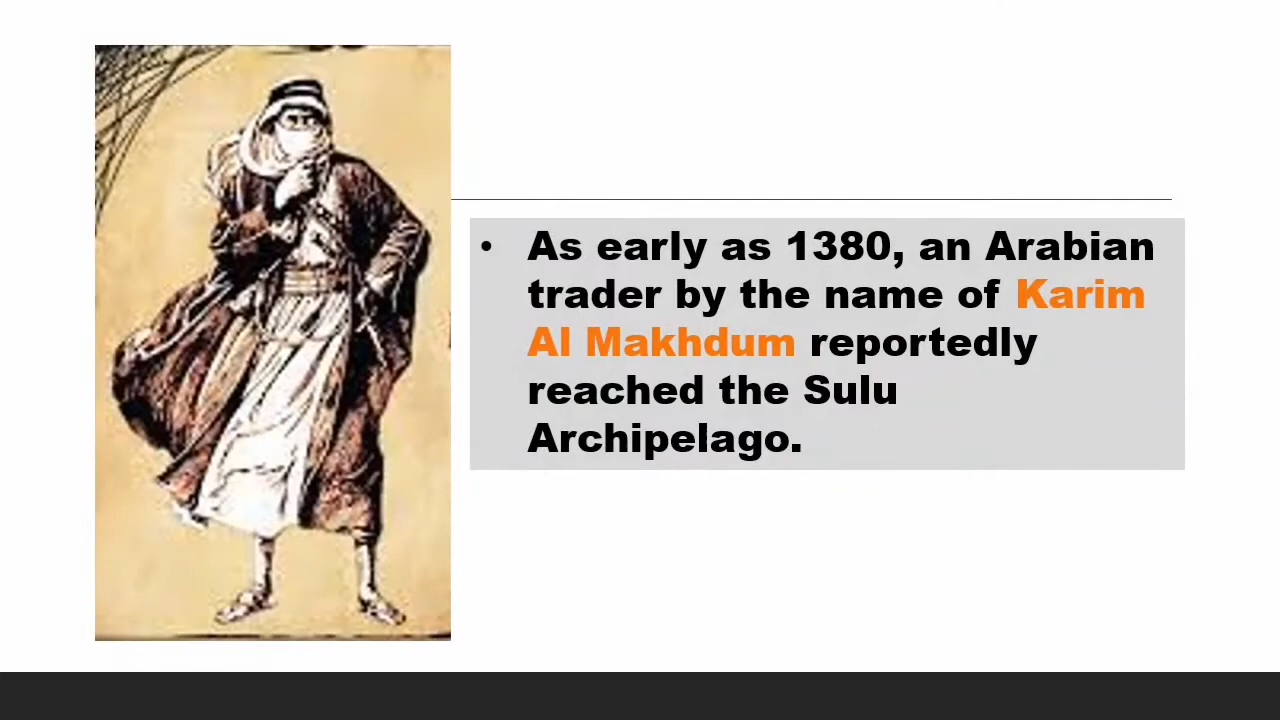 • As early as 1380, an Arabian
trader by the name of Karim
Al Makhdum reportedly
reached the Sulu
Archipelago.